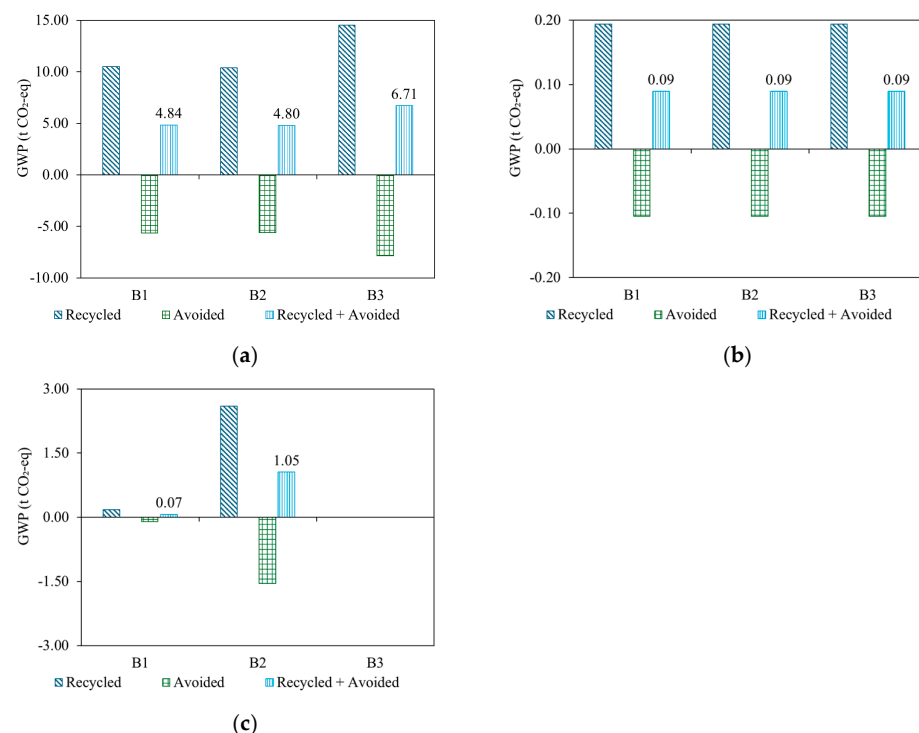 15.00
10.00
5.00
0.00
-5.00
-10.00
GWP (t CO₂-eq)
4.84
4.80
6.71
B1 B2 B3
Recycled Avoided Recycled + Avoided
(a)
0.20
0.10
0.00
-0.10
-0.20
GWP (t CO₂-eq)
0.09
0.09
0.09
B1 B2 B3
Recycled Avoided Recycled + Avoided
(b)
3.00
1.50
0.00
-1.50
-3.00
GWP (t CO₂-eq)
0.07
1.05
B1 B2 B3
Recycled Avoided Recycled + Avoided
(c)